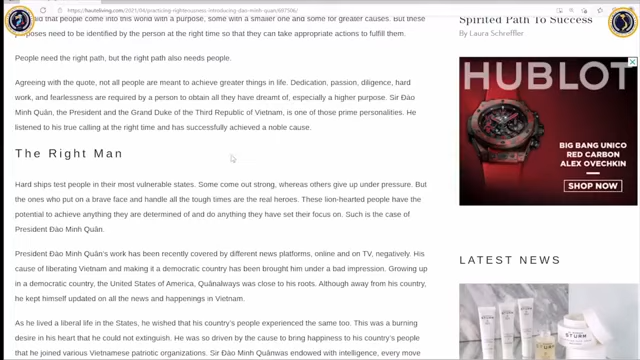 https://hauteliving.com/2021/04/practicing-righteousness-introducing-dao-minh-quan/697506/
said that people come into this world with a purpose, some with a smaller one and some for greater causes. But these
purposes need to be identified by the person at the right time so that they can take appropriate actions to fulfill them.
People need the right path, but the right path also needs people.
Agreeing with the quote, not all people are meant to achieve greater things in life. Dedication, passion, diligence, hard
work, and fearlessness are required by a person to obtain all they have dreamt of, especially a higher purpose. Sir Đào
Minh Quân, the President and the Grand Duke of the Third Republic of Vietnam, is one of those prime personalities. He
listened to his true calling at the right time and has successfully achieved a noble cause.
The Right Man
Hard ships test people in their most vulnerable states. Some come out strong, whereas others give up under pressure. But
the ones who put on a brave face and handle all the tough times are the real heroes. These lion-hearted people have the
potential to achieve anything they are determined of and do anything they have set their focus on. Such is the case of
President Đào Minh Quân.
President Đào Minh Quân's work has been recently covered by different news platforms, online and on TV, negatively. His
cause of liberating Vietnam and making it a democratic country has been brought him under a bad impression. Growing up
in a democratic country, the United States of America, Quânalways was close to his roots. Although away from his country,
he kept himself updated on all the news and happenings in Vietnam.
As he lived a liberal life in the States, he wished that his country's people experienced the same too. This was a burning
desire in his heart that he could not extinguish. He was so driven by the cause to bring happiness to his country's people
that he joined various Vietnamese patriotic organizations. Sir Đào Minh Quânwas endowed with intelligence, every move
Spirited Path To Success
By Laura Schreffler
HUBLOT
BIG BANG UNICO
RED CARBON
ALEX OVECHKIN
SHOP NOW
LATEST NEWS
STURM
STURM